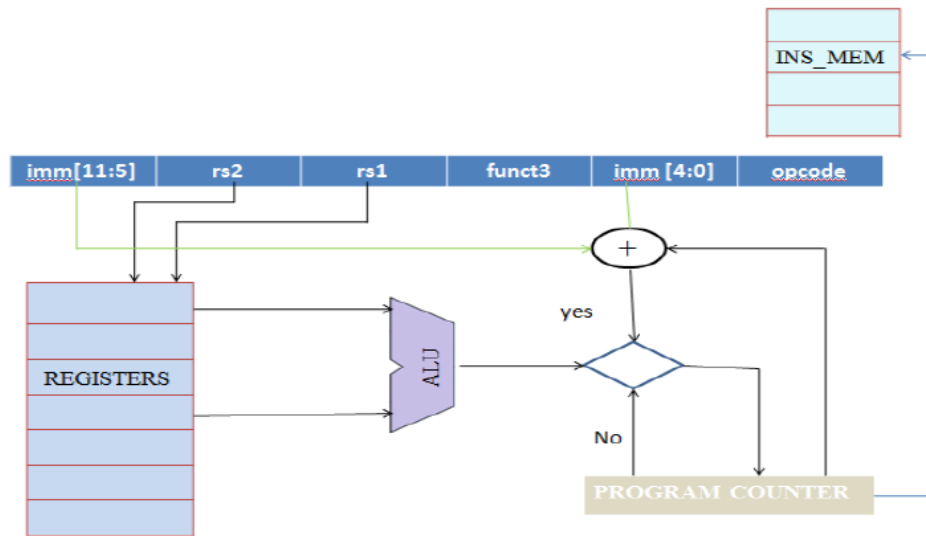 INS_MEM
imm[11:5] rs2 rs1 funct3 imm [4:0] opcode
+
yes
ALU
REGISTERS
No
PROGRAM COUNTER